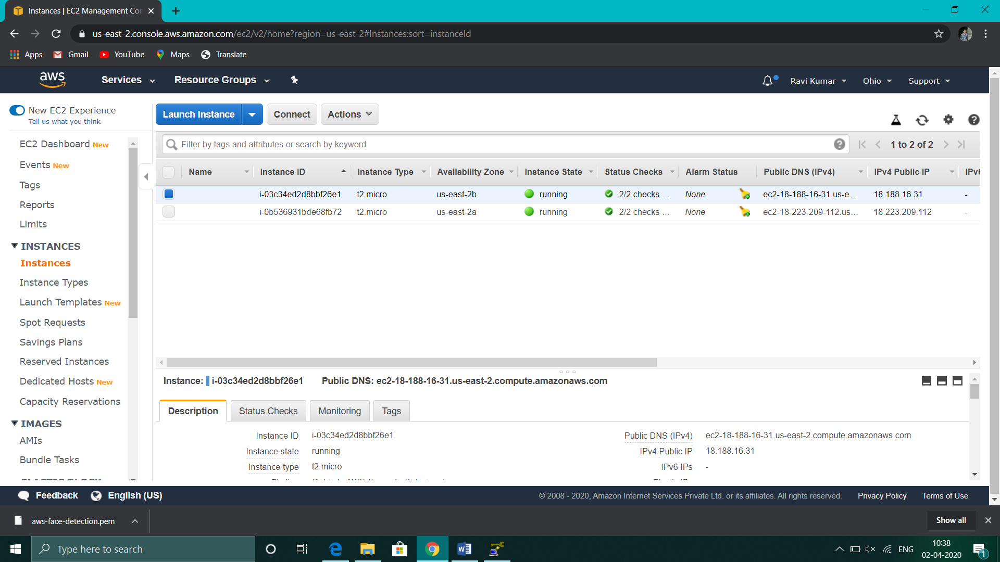 Instances | EC2 Management Con
us-east-2.console.aws.amazon.com/ec2/v2/home?region=us-east-2#Instances:sort=instanceId
Apps Gmail YouTube Maps Translate
aws Services Resource Groups Ravi Kumar Ohio Support
New EC2 Experience
Tell us what you think
EC2 Dashboard New
Events New
Tags
Reports
Limits
INSTANCES
Instances
Instance Types
Launch Templates New
Spot Requests
Savings Plans
Reserved Instances
Dedicated Hosts New
Capacity Reservations
IMAGES
AMIs
Bundle Tasks
ELASTIC BLOCK
Launch Instance Connect Actions
Filter by tags and attributes or search by keyword 1 to 2 of 2
Name Instance ID Instance Type Availability Zone Instance State Status Checks Alarm Status Public DNS (IPv4) IPv4 Public IP IPv6
i-03c34ed2d8bbf26e1 t2.micro us-east-2b running 2/2 checks ... None ec2-18-188-16-31.us-e... 18.188.16.31 -
i-0b536931bde68fb72 t2.micro us-east-2a running 2/2 checks ... None ec2-18-223-209-112.us... 18.223.209.112 -
Instance: i-03c34ed2d8bbf26e1 Public DNS: ec2-18-188-16-31.us-east-2.compute.amazonaws.com
Description Status Checks Monitoring Tags
Instance ID i-03c34ed2d8bbf26e1 Public DNS (IPv4) ec2-18-188-16-31.us-east-2.compute.amazonaws.com
Instance state running IPv4 Public IP 18.188.16.31
Instance type t2.micro IPv6 IPs -
Feedback English (US) © 2008 - 2020, Amazon Internet Services Private Ltd. or its affiliates. All rights reserved. Privacy Policy Terms of Use
aws-face-detection.pem Show all
Type here to search ENG 10:38
02-04-2020 1